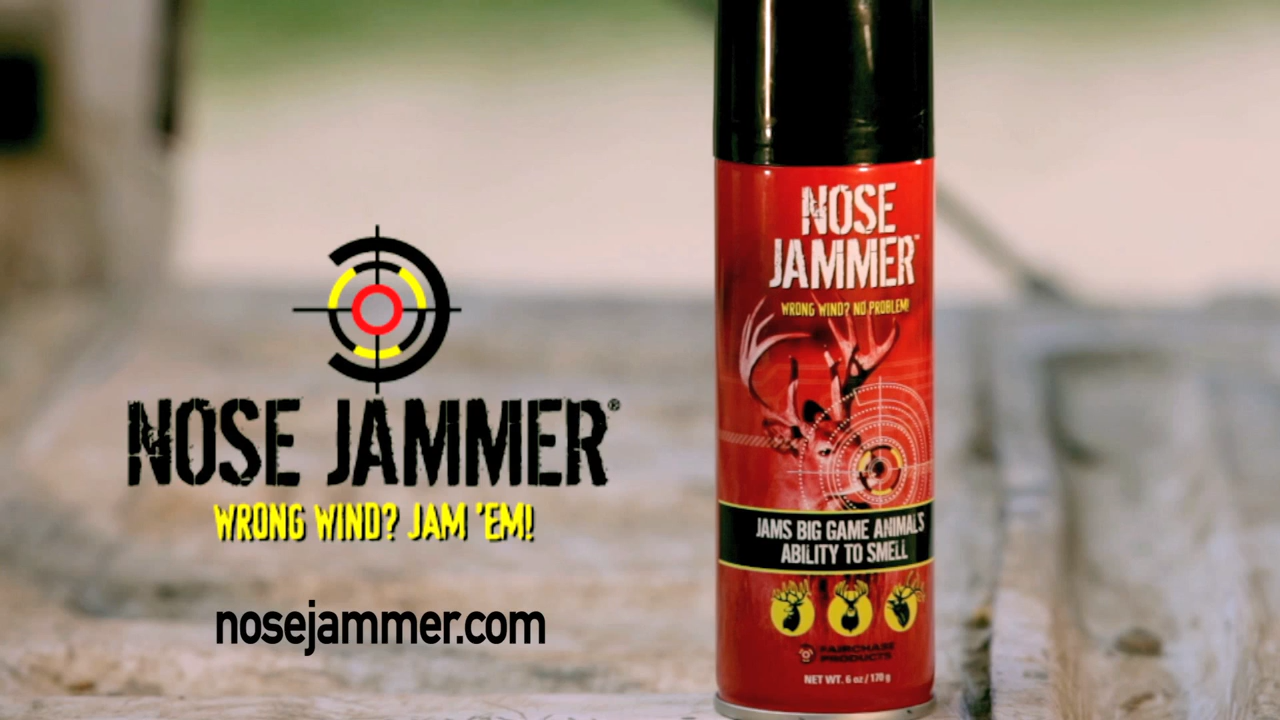 NOSE JAMMER®
WRONG WIND? JAM 'EM!
nosejammer.com
NOSE
JAMMER™
WRONG WIND? NO PROBLEM!
JAMS BIG GAME ANIMALS
ABILITY TO SMELL
FAIRCHASE
PRODUCTS
NET WT. 6 oz / 170 g